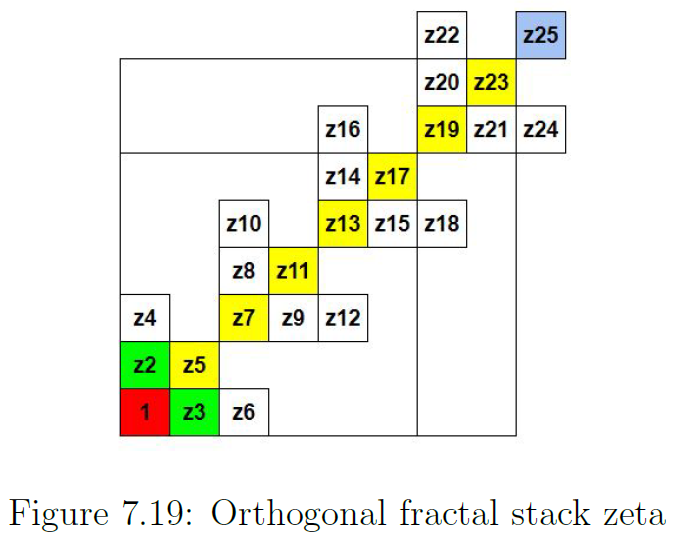 z22 z25
z20 z23
z16 z19 z21 z24
z14 z17
z10 z13 z15 z18
z8 z11
z4 z7 z9 z12
z2 z5
1 z3 z6
Figure 7.19: Orthogonal fractal stack zeta